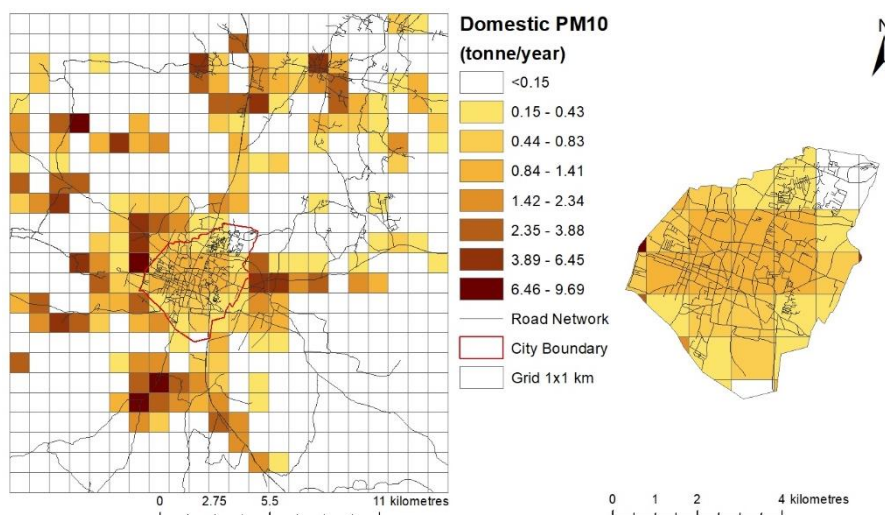 Domestic PM10
(tonne/year)
<0.15
0.15 - 0.43
0.44 - 0.83
0.84 - 1.41
1.42 - 2.34
2.35 - 3.88
3.89 - 6.45
6.46 - 9.69
Road Network
City Boundary
Grid 1x1 km
N
0 2.75 5.5 11 kilometres
0 1 2 4 kilometres